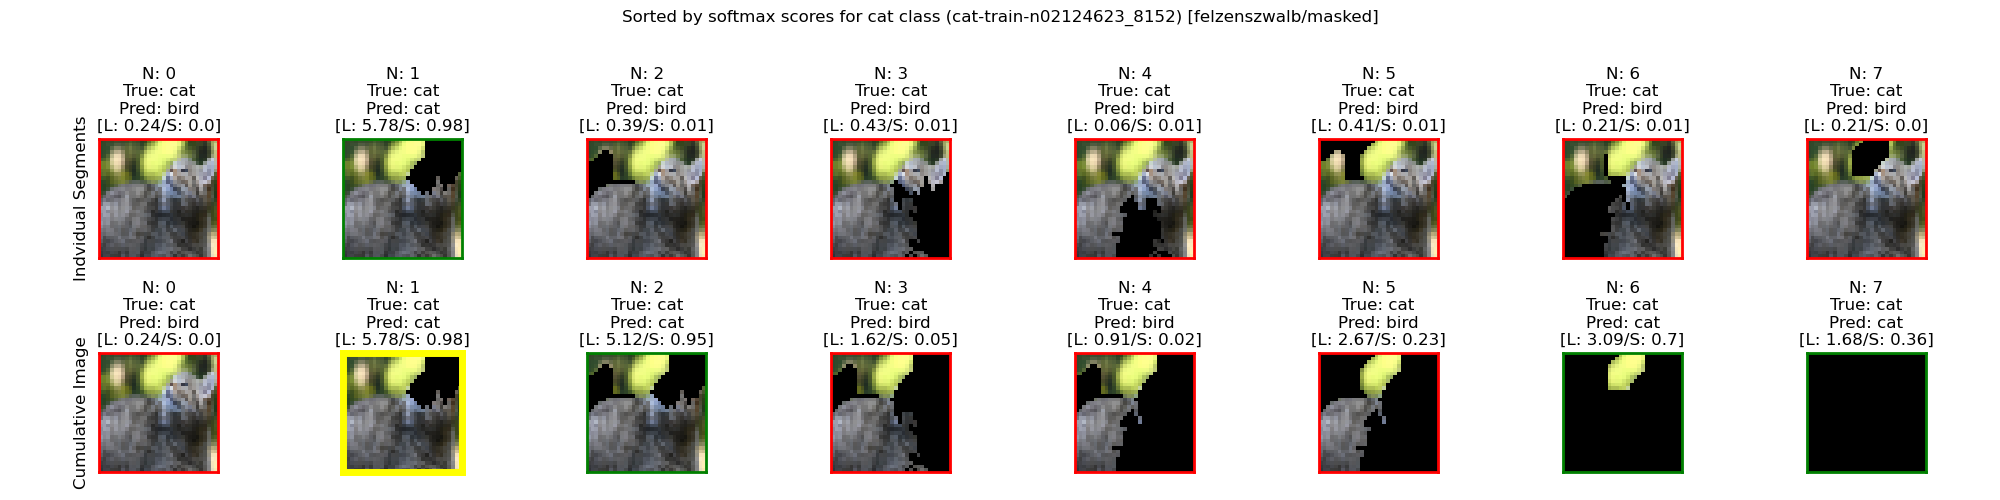 Sorted by softmax scores for cat class (cat-train-n02124623_8152) [felzenszwalb/masked]
Indvidual Segments
N: 0
True: cat
Pred: bird
[L: 0.24/S: 0.0]
N: 1
True: cat
Pred: cat
[L: 5.78/S: 0.98]
N: 2
True: cat
Pred: bird
[L: 0.39/S: 0.01]
N: 3
True: cat
Pred: bird
[L: 0.43/S: 0.01]
N: 4
True: cat
Pred: bird
[L: 0.06/S: 0.01]
N: 5
True: cat
Pred: bird
[L: 0.41/S: 0.01]
N: 6
True: cat
Pred: bird
[L: 0.21/S: 0.01]
N: 7
True: cat
Pred: bird
[L: 0.21/S: 0.0]
Cumulative Image
N: 0
True: cat
Pred: bird
[L: 0.24/S: 0.0]
N: 1
True: cat
Pred: cat
[L: 5.78/S: 0.98]
N: 2
True: cat
Pred: cat
[L: 5.12/S: 0.95]
N: 3
True: cat
Pred: bird
[L: 1.62/S: 0.05]
N: 4
True: cat
Pred: bird
[L: 0.91/S: 0.02]
N: 5
True: cat
Pred: bird
[L: 2.67/S: 0.23]
N: 6
True: cat
Pred: cat
[L: 3.09/S: 0.7]
N: 7
True: cat
Pred: cat
[L: 1.68/S: 0.36]